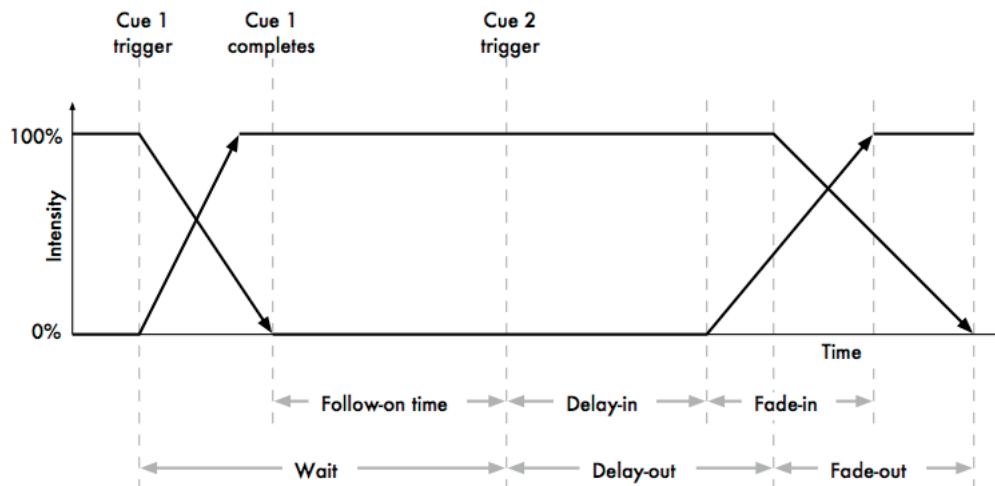 Cue 1
trigger
Cue 1
completes
Cue 2
trigger
100%
Intensity
0%
Time
Follow-on time
Delay-in
Fade-in
Wait
Delay-out
Fade-out